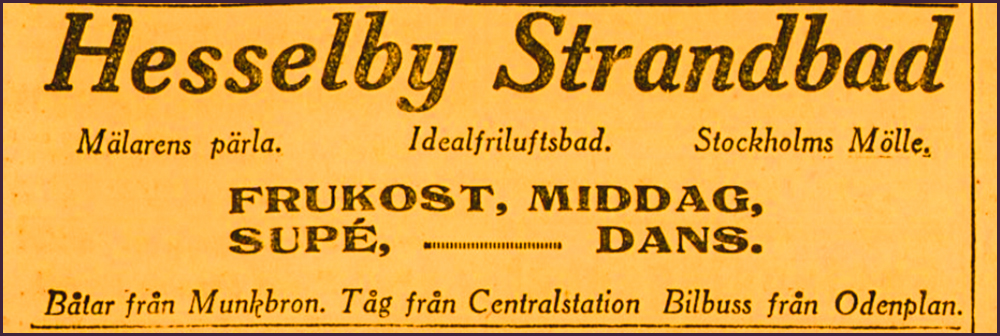 Hesselby Strandbad
Mälarens pärla. Idealfriluftsbad. Stockholms Mölle.
FRUKOST, MIDDAG,
SUPÉ, DANS.
Båtar från Munkbron. Tåg från Centralstation Bilbuss från Odenplan.